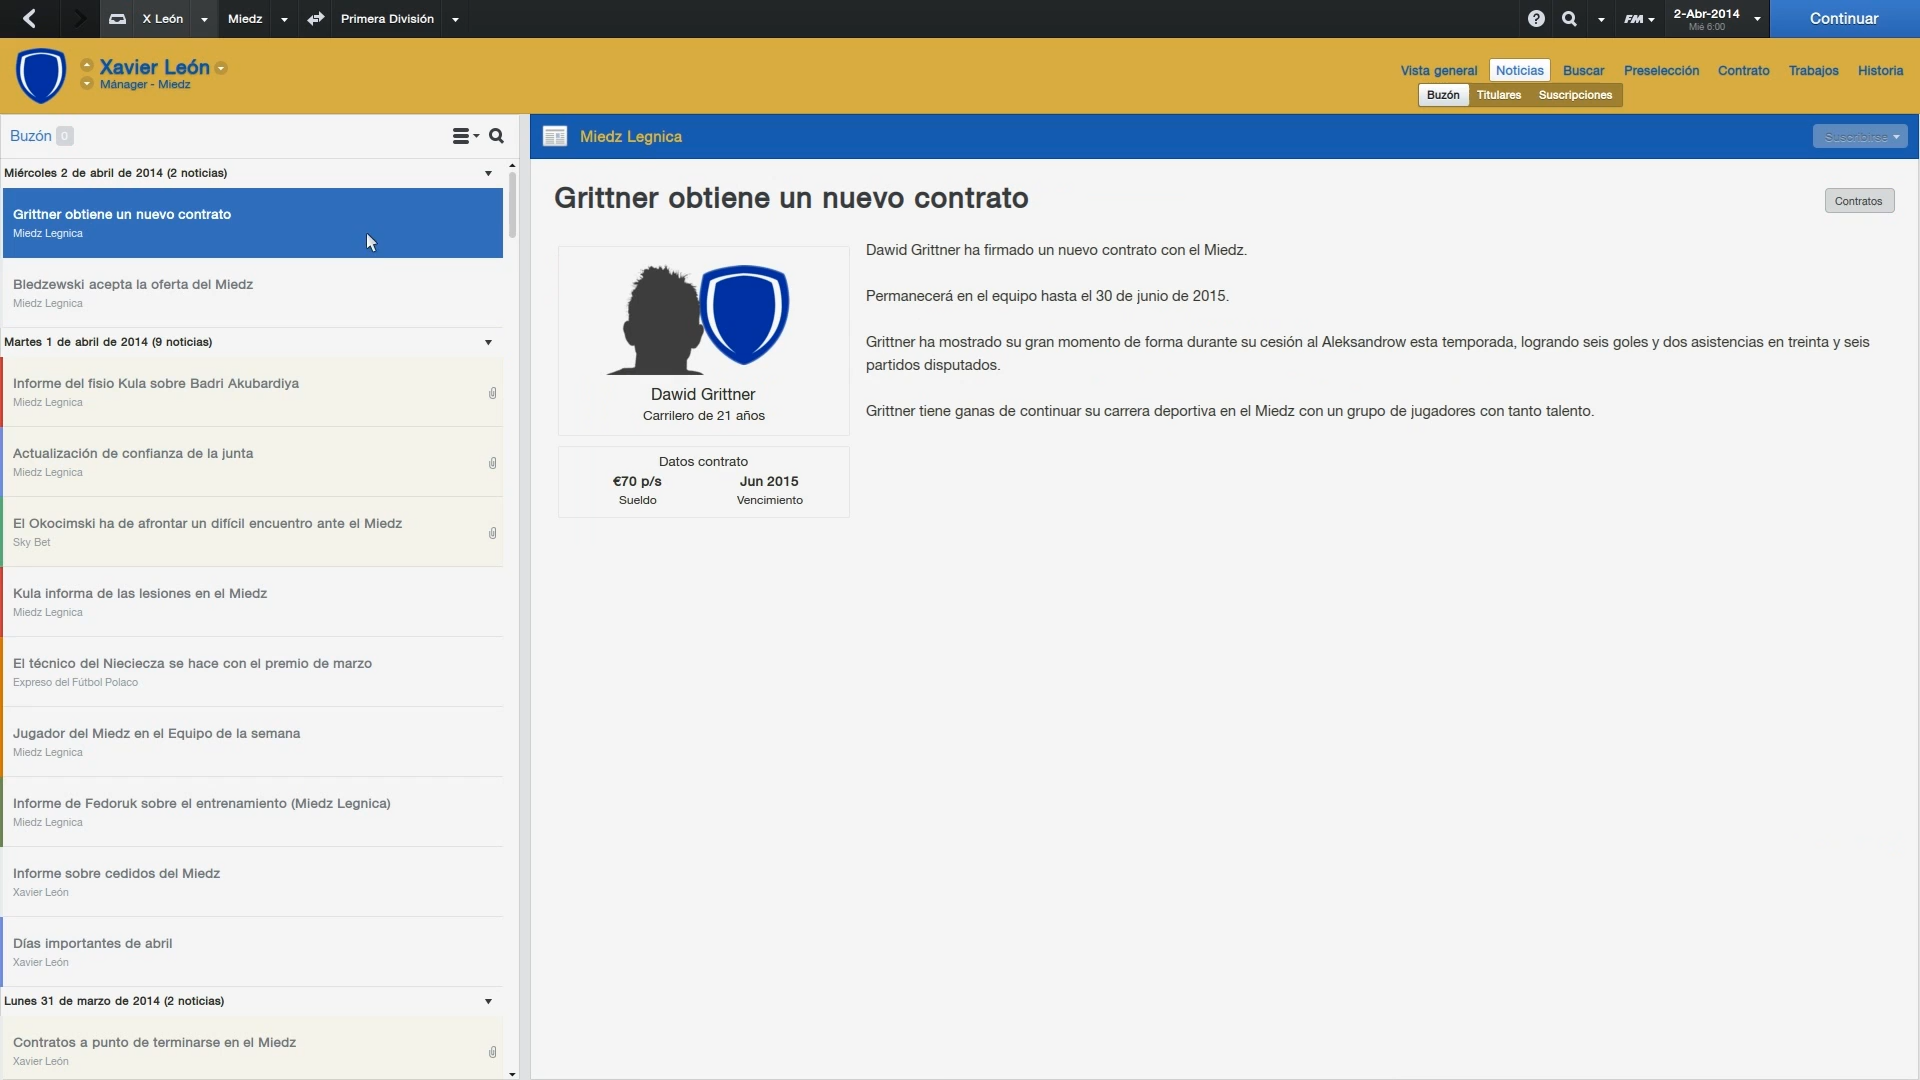 X León
Miedz
Primera División
FM
2-Abr-2014
Mié 6:00
Continuar
Xavier León
Mánager - Miedz
Vista general
Noticias
Buscar
Preselección
Contrato
Trabajos
Historia
Buzón
Titulares
Suscripciones
Buzón 0
Miércoles 2 de abril de 2014 (2 noticias)
Grittner obtiene un nuevo contrato
Miedz Legnica
Bledzewski acepta la oferta del Miedz
Miedz Legnica
Martes 1 de abril de 2014 (9 noticias)
Informe del fisio Kula sobre Badri Akubardiya
Miedz Legnica
Actualización de confianza de la junta
Miedz Legnica
El Okocimski ha de afrontar un difícil encuentro ante el Miedz
Sky Bet
Kula informa de las lesiones en el Miedz
Miedz Legnica
El técnico del Nieciecza se hace con el premio de marzo
Expreso del Fútbol Polaco
Jugador del Miedz en el Equipo de la semana
Miedz Legnica
Informe de Fedoruk sobre el entrenamiento (Miedz Legnica)
Miedz Legnica
Informe sobre cedidos del Miedz
Xavier León
Días importantes de abril
Xavier León
Lunes 31 de marzo de 2014 (2 noticias)
Contratos a punto de terminarse en el Miedz
Xavier León
Miedz Legnica
Suscribirse
Grittner obtiene un nuevo contrato
Contratos
Dawid Grittner
Carrilero de 21 años
Datos contrato
€70 p/s
Jun 2015
Sueldo
Vencimiento
Dawid Grittner ha firmado un nuevo contrato con el Miedz.
Permanecerá en el equipo hasta el 30 de junio de 2015.
Grittner ha mostrado su gran momento de forma durante su cesión al Aleksandrow esta temporada, logrando seis goles y dos asistencias en treinta y seis
partidos disputados.
Grittner tiene ganas de continuar su carrera deportiva en el Miedz con un grupo de jugadores con tanto talento.